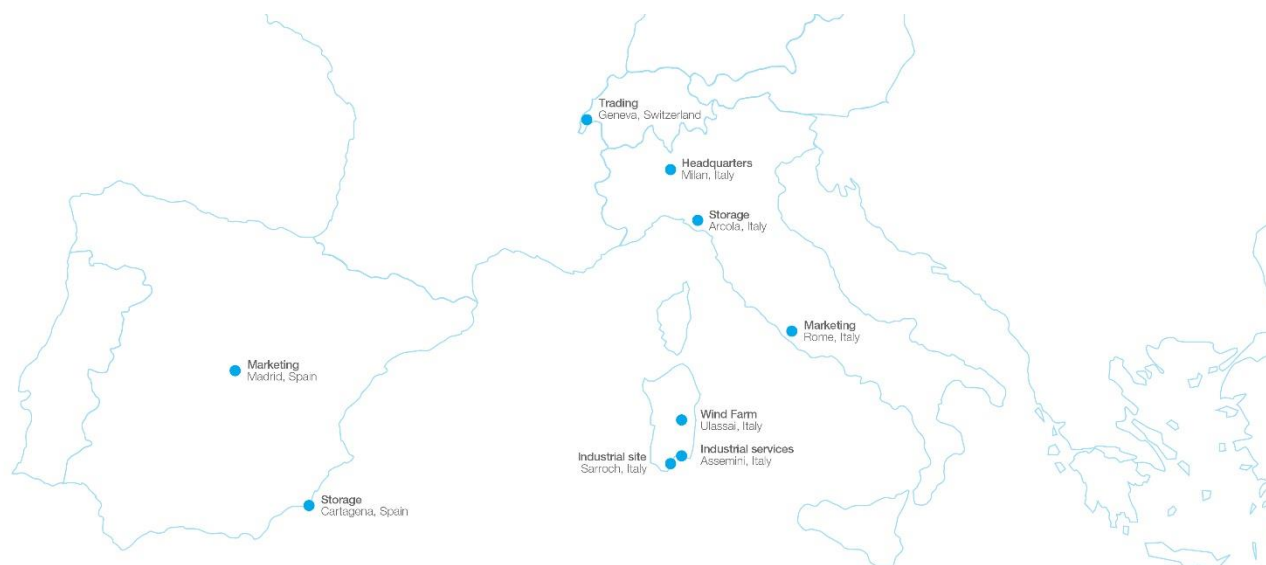 Trading
Geneva, Switzerland
Headquarters
Milan, Italy
Storage
Arcola, Italy
Marketing
Rome, Italy
Marketing
Madrid, Spain
Wind Farm
Ulassai, Italy
Industrial services
Assemini, Italy
Industrial site
Sarroch, Italy
Storage
Cartagena, Spain